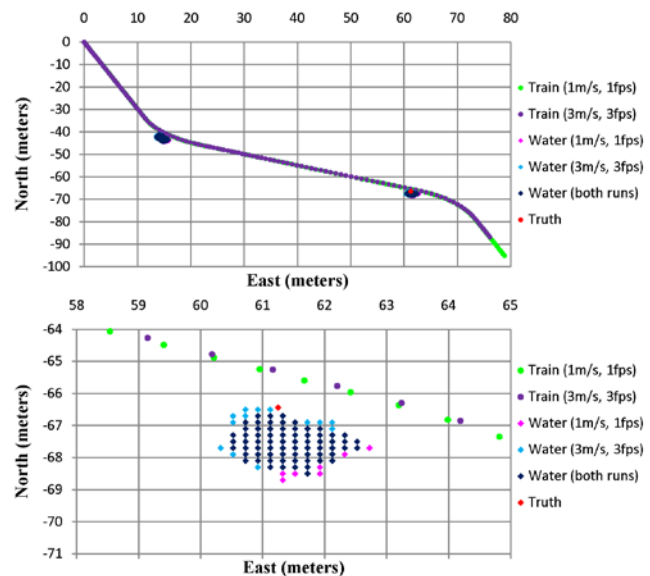 0 10 20 30 40 50 60 70 80
0
-10
-20
-30
-40
-50
-60
-70
-80
-90
-100
North (meters)
East (meters)
Train (1m/s, 1fps)
Train (3m/s, 3fps)
Water (1m/s, 1fps)
Water (3m/s, 3fps)
Water (both runs)
Truth
58 59 60 61 62 63 64 65
-64
-65
-66
-67
-68
-69
-70
-71
North (meters)
East (meters)
Train (1m/s, 1fps)
Train (3m/s, 3fps)
Water (1m/s, 1fps)
Water (3m/s, 3fps)
Water (both runs)
Truth